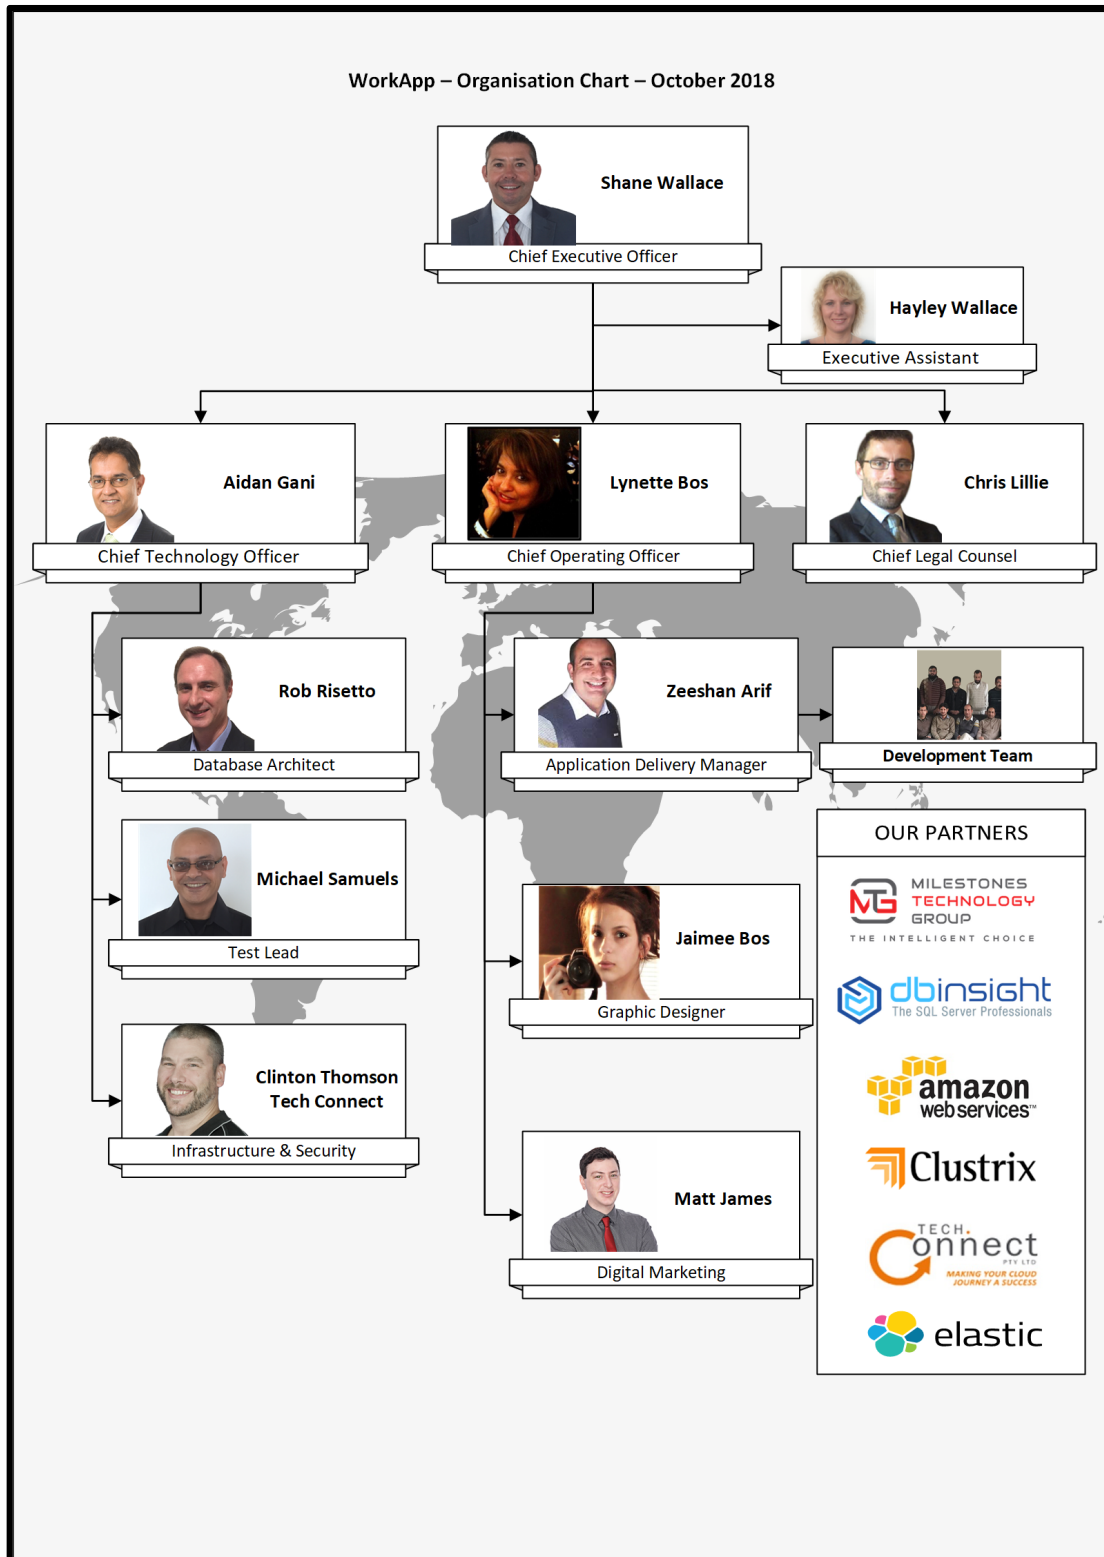 WorkApp – Organisation Chart – October 2018
Shane Wallace
Chief Executive Officer
Hayley Wallace
Executive Assistant
Aidan Gani
Chief Technology Officer
Lynette Bos
Chief Operating Officer
Chris Lillie
Chief Legal Counsel
Rob Risetto
Database Architect
Zeeshan Arif
Application Delivery Manager
Development Team
Michael Samuels
Test Lead
Jaimee Bos
Graphic Designer
Clinton Thomson
Tech Connect
Infrastructure & Security
Matt James
Digital Marketing
OUR PARTNERS
MTG
MILESTONES
TECHNOLOGY
GROUP
THE INTELLIGENT CHOICE
dbinsight
The SQL Server Professionals
amazon
web services™
Clustrix
TECH.
Connect
PTY LTD
MAKING YOUR CLOUD
JOURNEY A SUCCESS
elastic